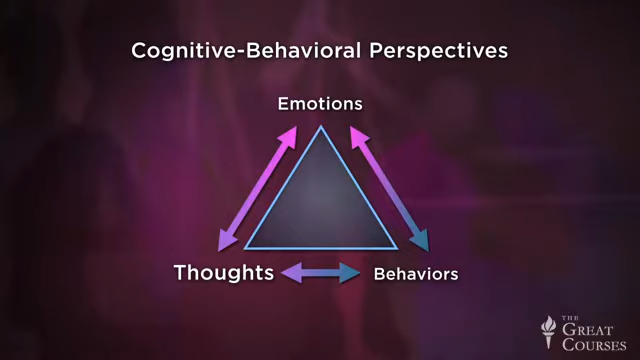 Cognitive-Behavioral Perspectives
Emotions
Thoughts
Behaviors
THE
GREAT
COURSES